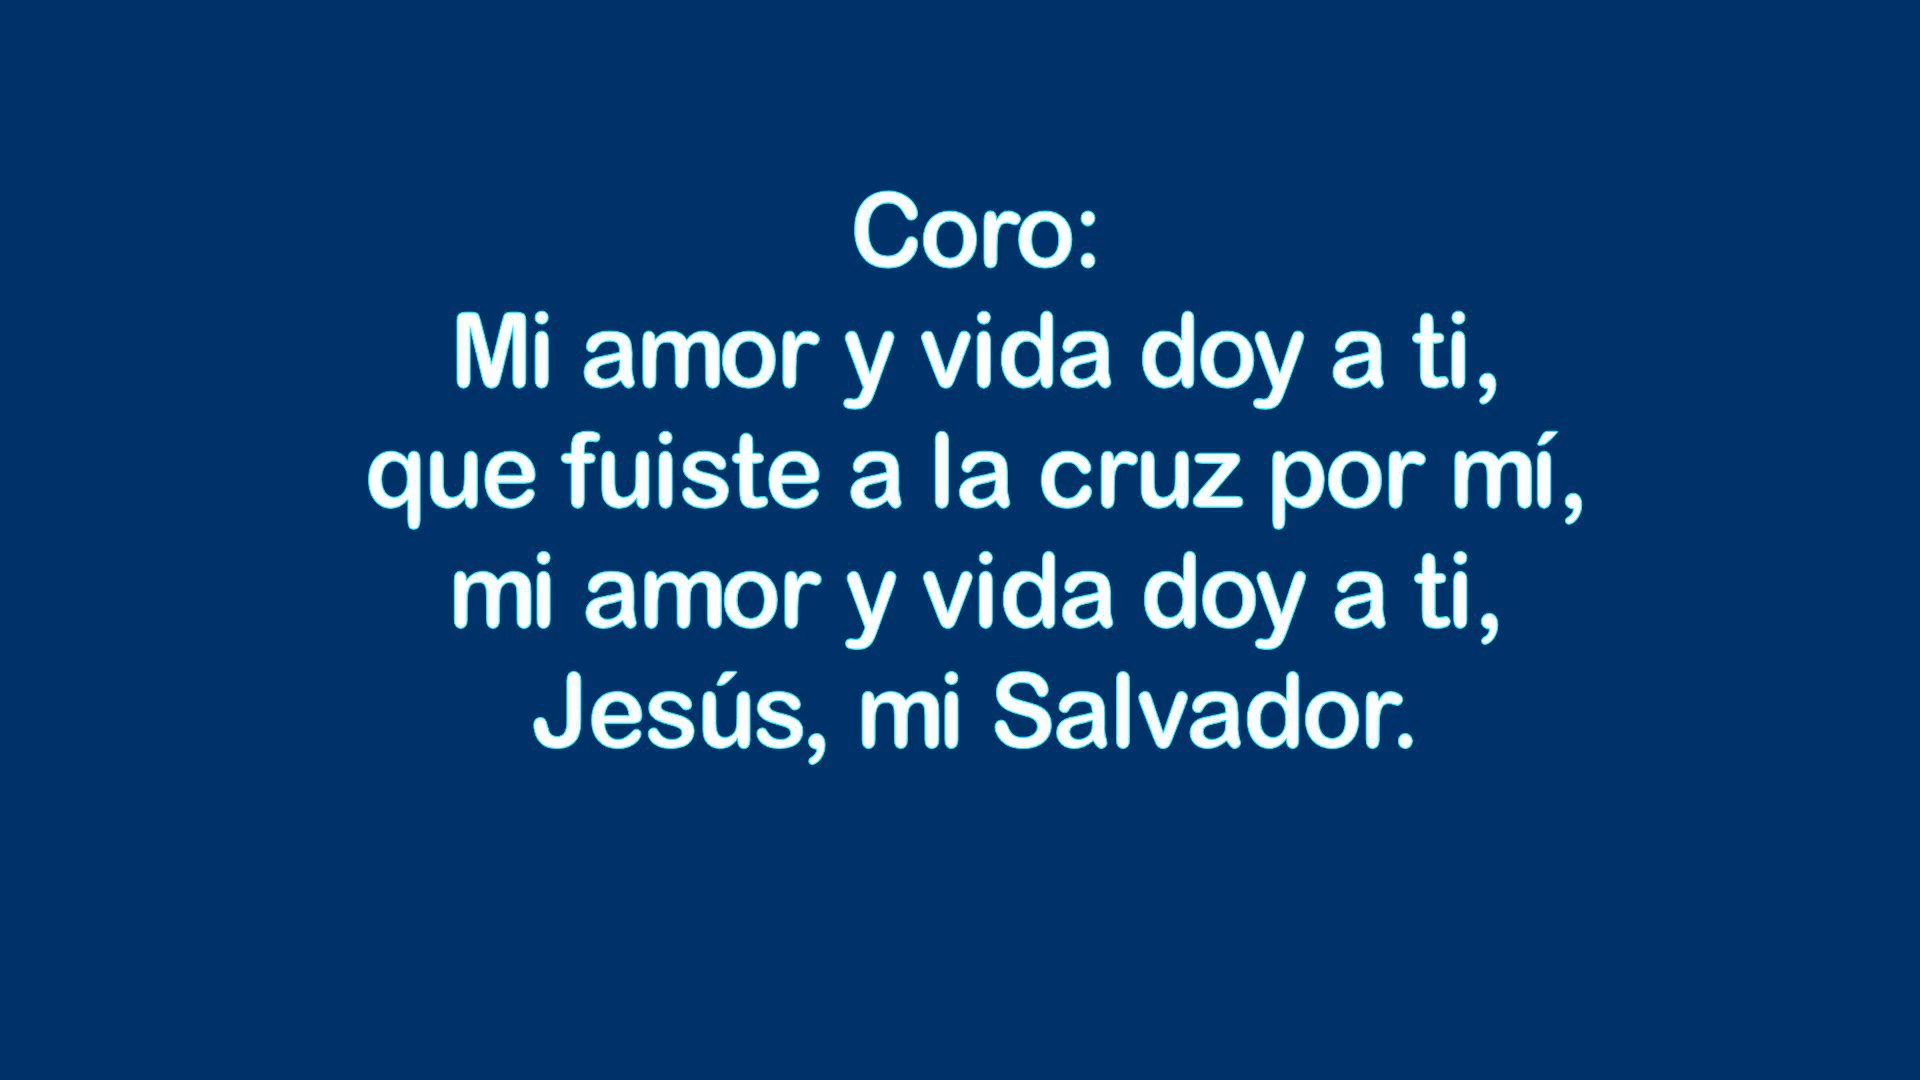 Coro:
Mi amor y vida doy a ti,
que fuiste a la cruz por mí,
mi amor y vida doy a ti,
Jesús, mi Salvador.